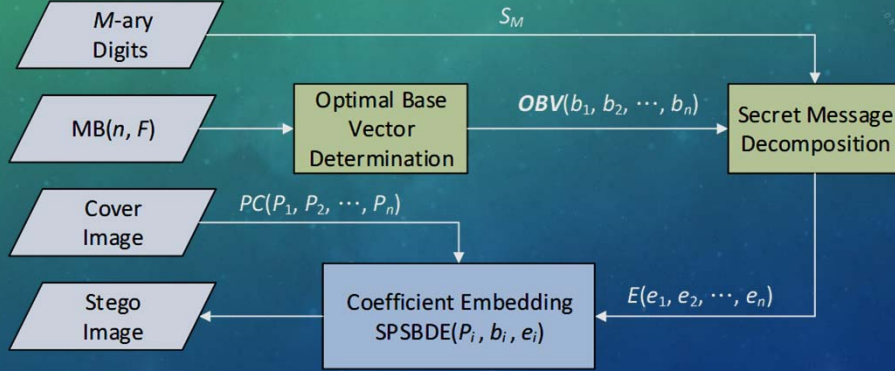 M-ary
Digits
S_M
MB(n, F)
Optimal Base
Vector
Determination
OBV(b₁, b₂, ⋯, bₙ)
Secret Message
Decomposition
Cover
Image
PC(P₁, P₂, ⋯, Pₙ)
Stego
Image
Coefficient Embedding
SPSBDE(Pᵢ, bᵢ, eᵢ)
E(e₁, e₂, ⋯, eₙ)